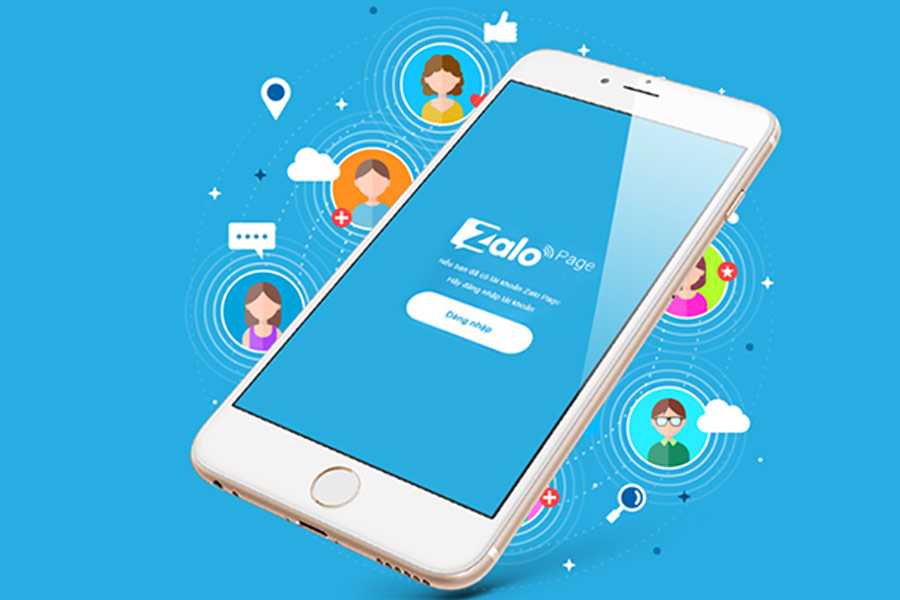 Zalo Page
Nếu bạn đã có tài khoản Zalo Page
Hãy đăng nhập tài khoản
Đăng nhập